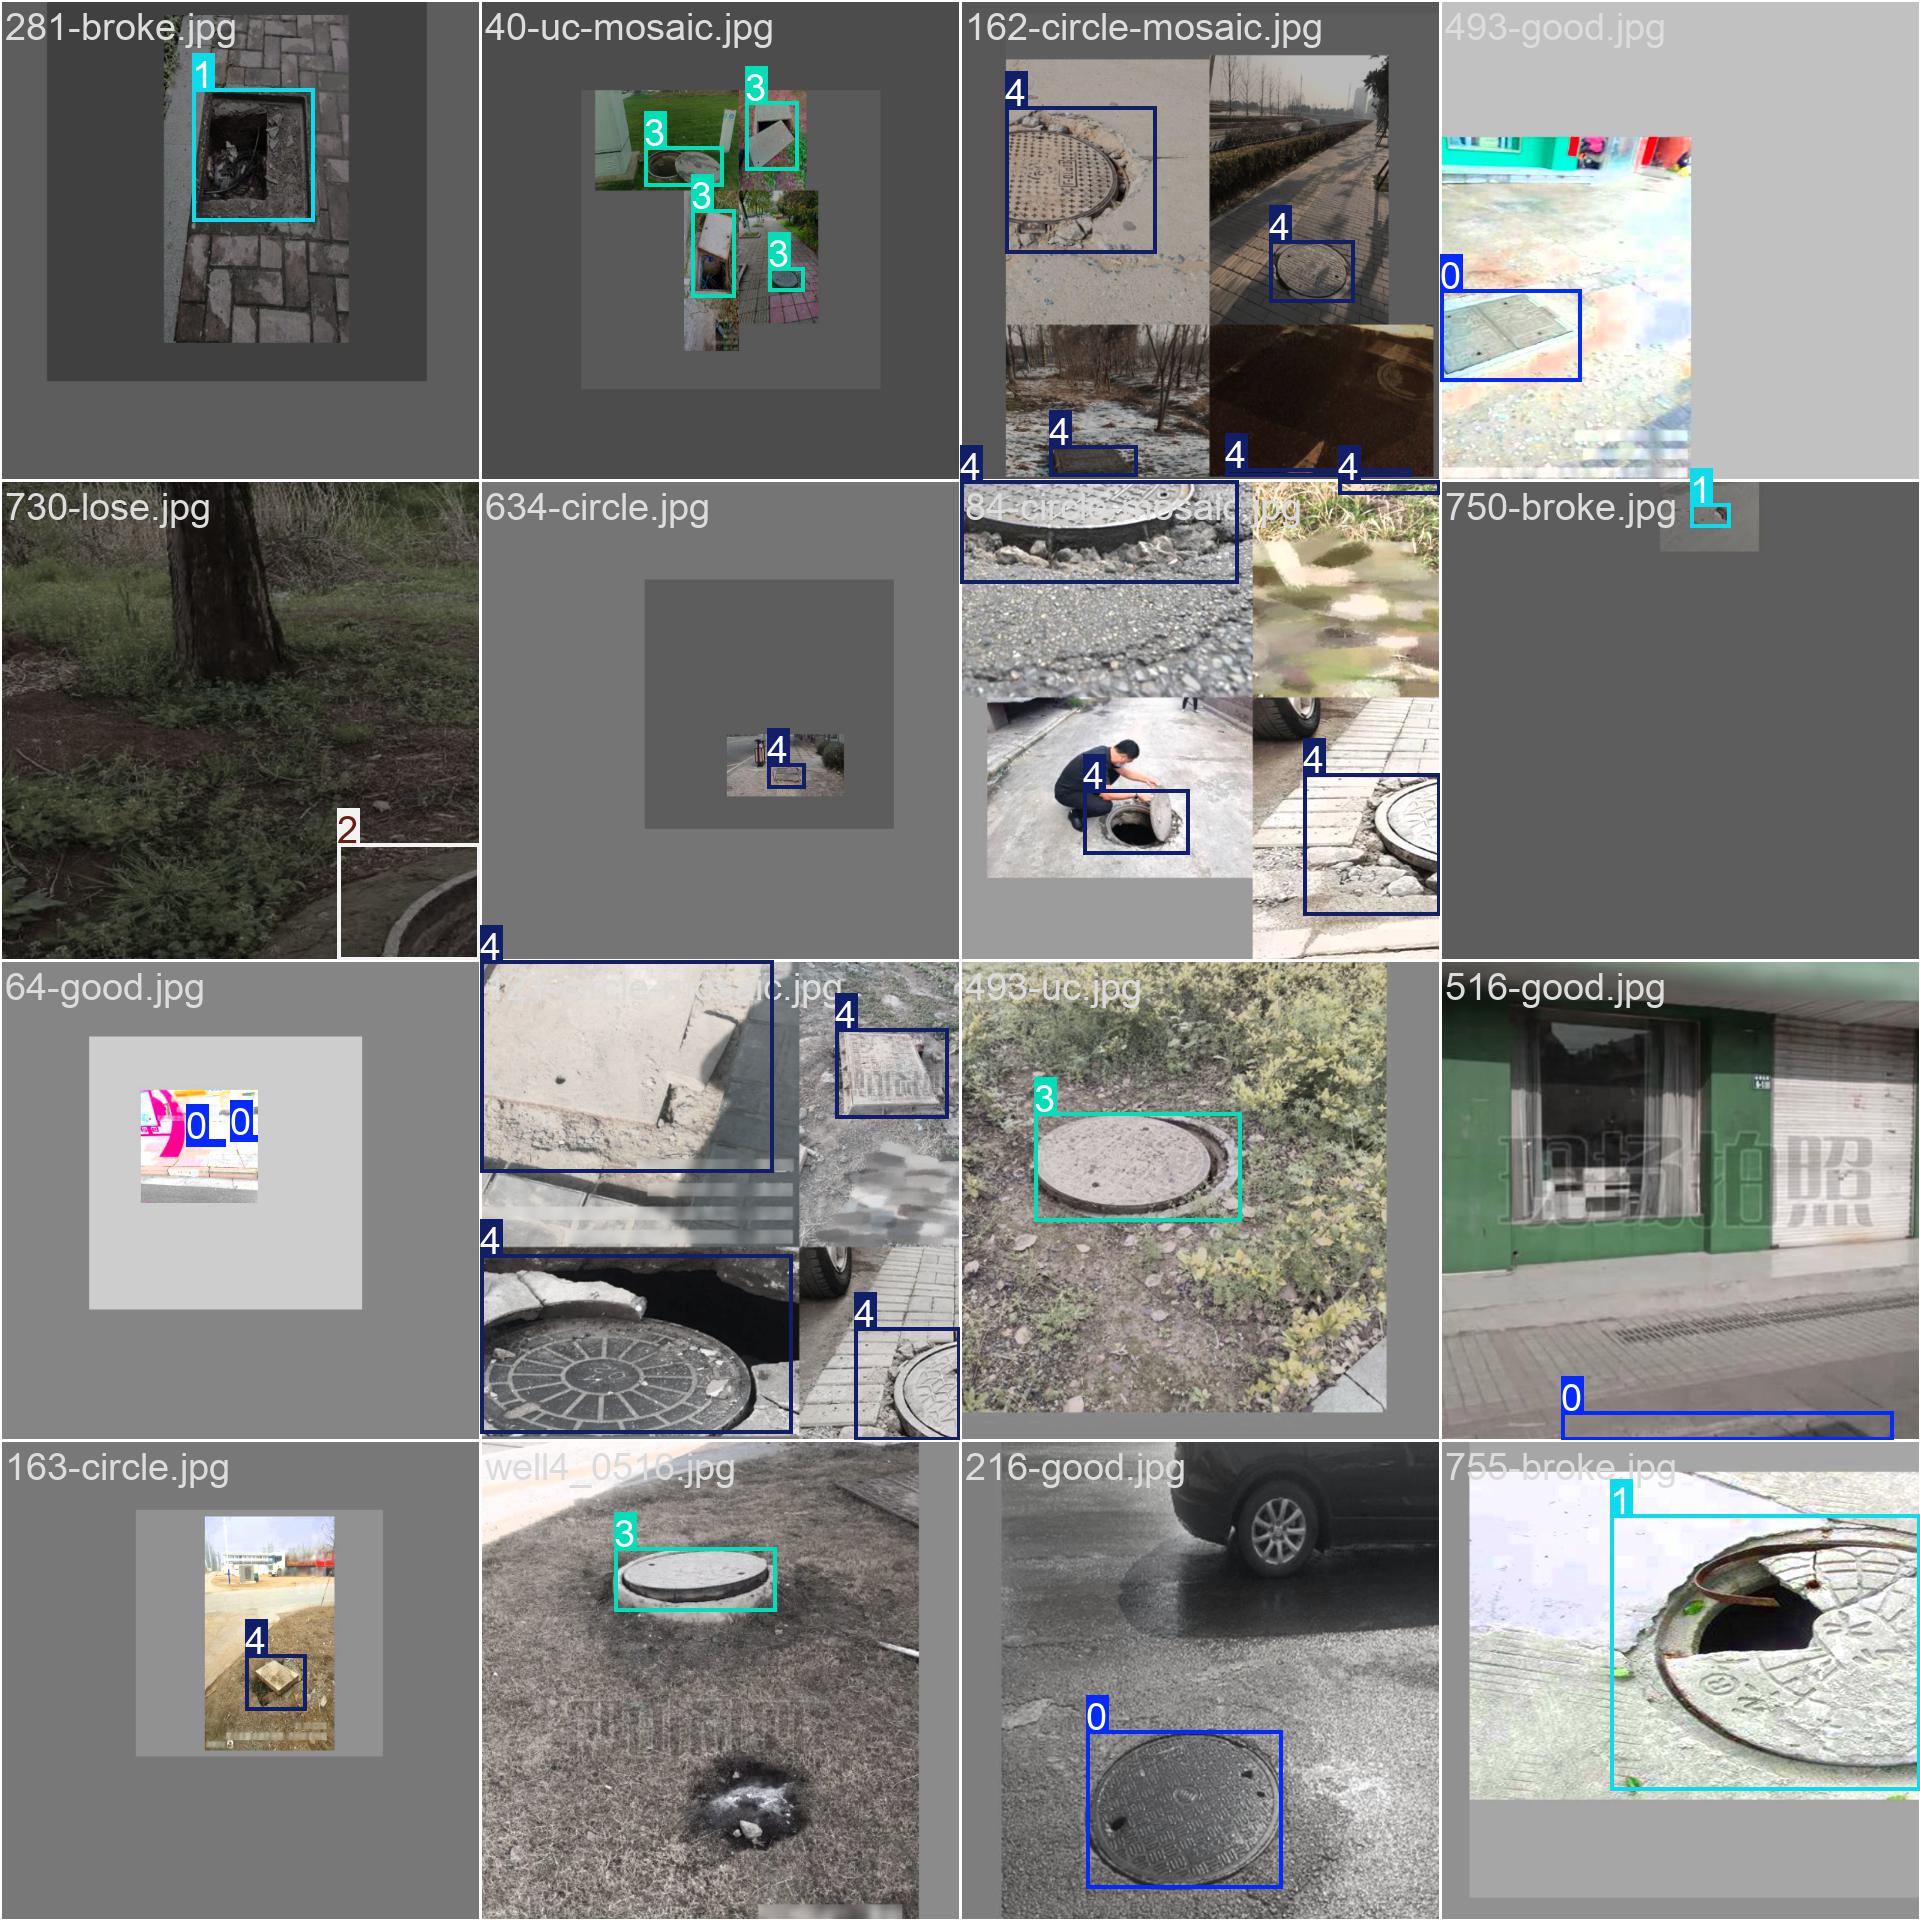 281-broke.jpg
40-uc-mosaic.jpg
162-circle-mosaic.jpg
493-good.jpg
1
3
3
3
3
4
4
4
4
4
4
0
730-lose.jpg
634-circle.jpg
84-circle-mosaic.jpg
750-broke.jpg
1
2
4
4
4
64-good.jpg
493-uc.jpg
516-good.jpg
现场拍照
0
0
4
4
4
4
3
0
163-circle.jpg
well4_0516.jpg
216-good.jpg
755-broke.jpg
4
3
0
1